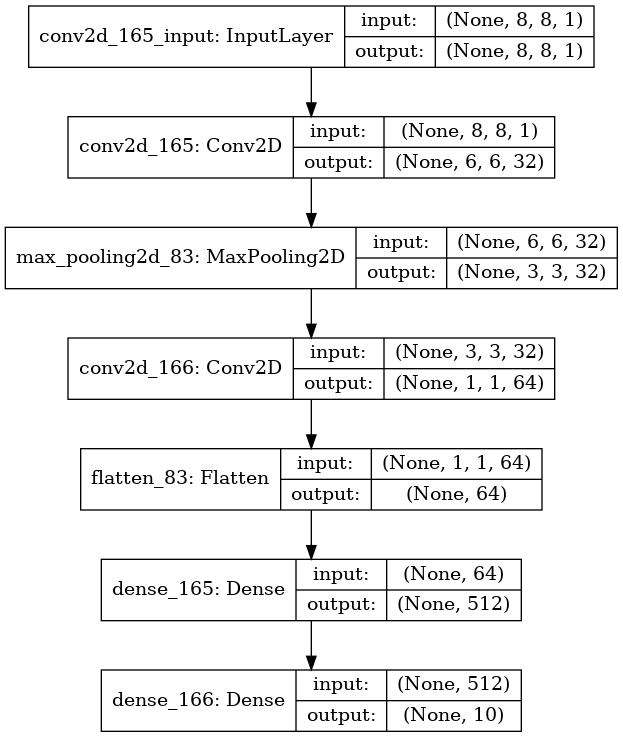 conv2d_165_input: InputLayer
input: (None, 8, 8, 1)
output: (None, 8, 8, 1)
conv2d_165: Conv2D
input: (None, 8, 8, 1)
output: (None, 6, 6, 32)
max_pooling2d_83: MaxPooling2D
input: (None, 6, 6, 32)
output: (None, 3, 3, 32)
conv2d_166: Conv2D
input: (None, 3, 3, 32)
output: (None, 1, 1, 64)
flatten_83: Flatten
input: (None, 1, 1, 64)
output: (None, 64)
dense_165: Dense
input: (None, 64)
output: (None, 512)
dense_166: Dense
input: (None, 512)
output: (None, 10)